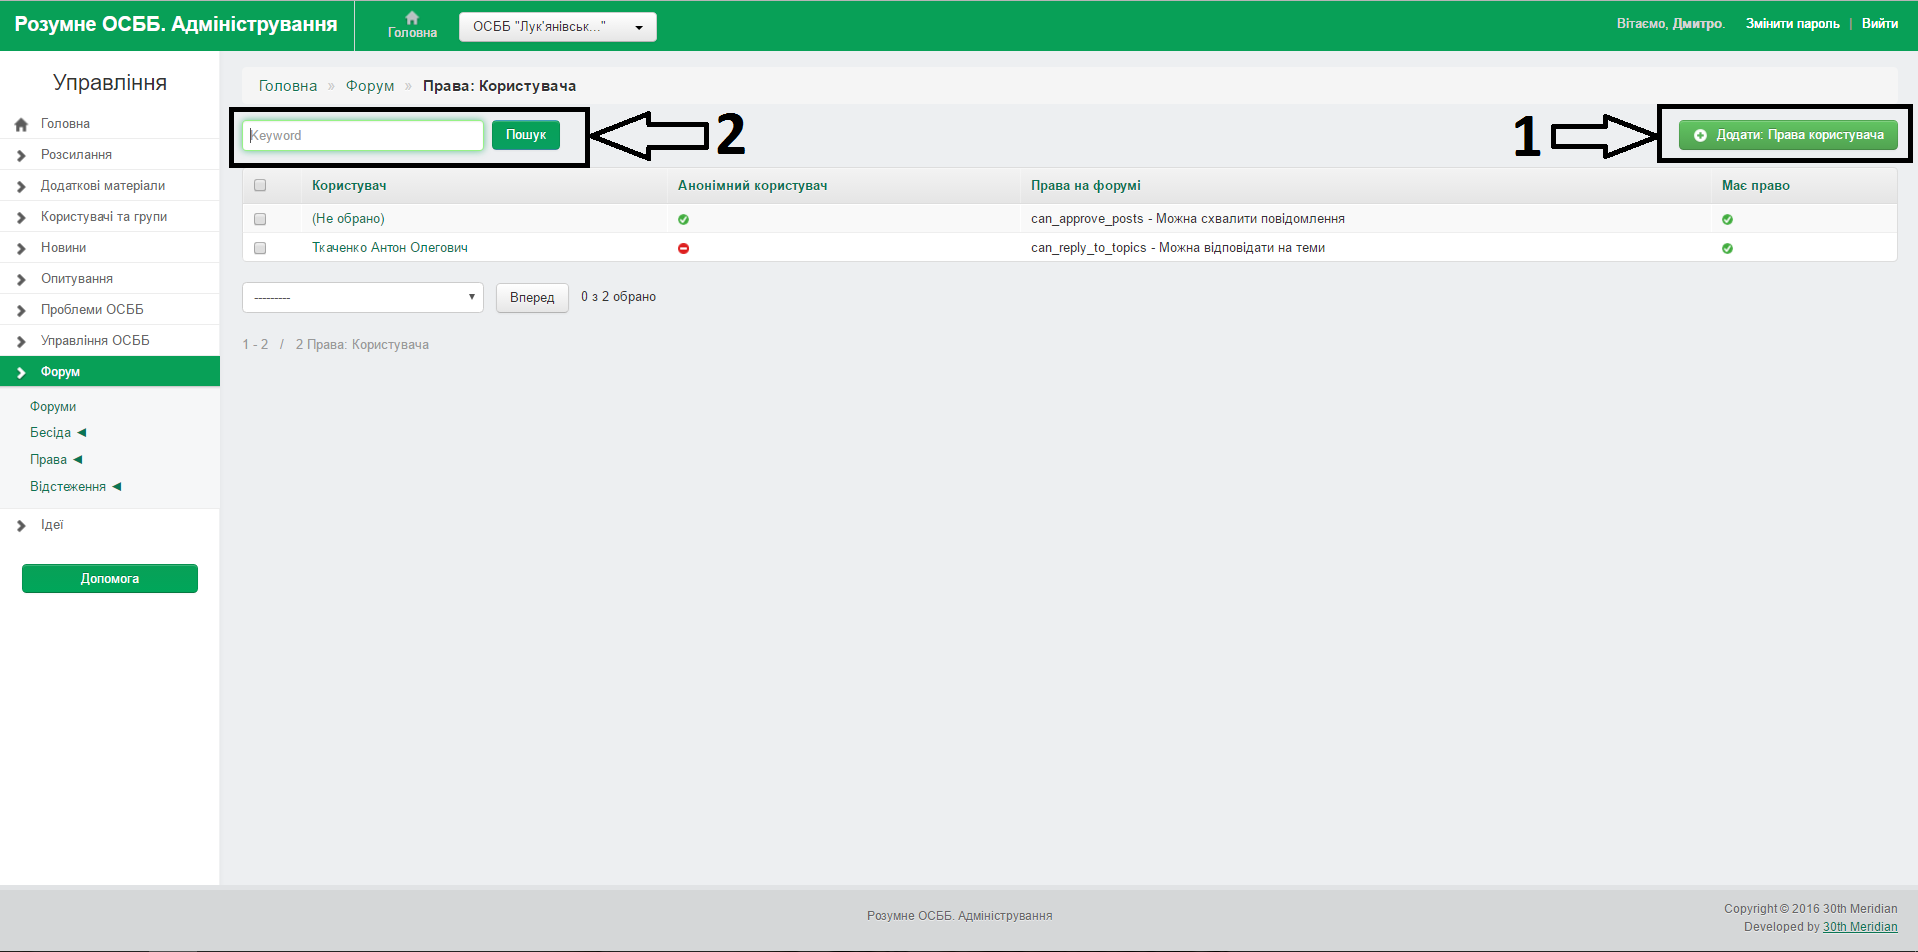 Розумне ОСББ. Адміністрування
Головна
ОСББ "Лук'янівськ..."
Вітаємо, Дмитро. Змінити пароль | Вийти
Управління
Головна
Розсилання
Додаткові матеріали
Користувачі та групи
Новини
Опитування
Проблеми ОСББ
Управління ОСББ
Форум
Форуми
Бесіда
Права
Відстеження
Ідеї
Допомога
Головна » Форум » Права: Користувача
Keyword Пошук
2
1
Додати: Права користувача
Користувач Анонімний користувач Права на форумі Має право
(Не обрано) can_approve_posts - Можна схвалити повідомлення
Ткаченко Антон Олегович can_reply_to_topics - Можна відповідати на теми
--------- Вперед 0 з 2 обрано
1 - 2 / 2 Права: Користувача
Розумне ОСББ. Адміністрування
Copyright © 2016 30th Meridian
Developed by 30th Meridian